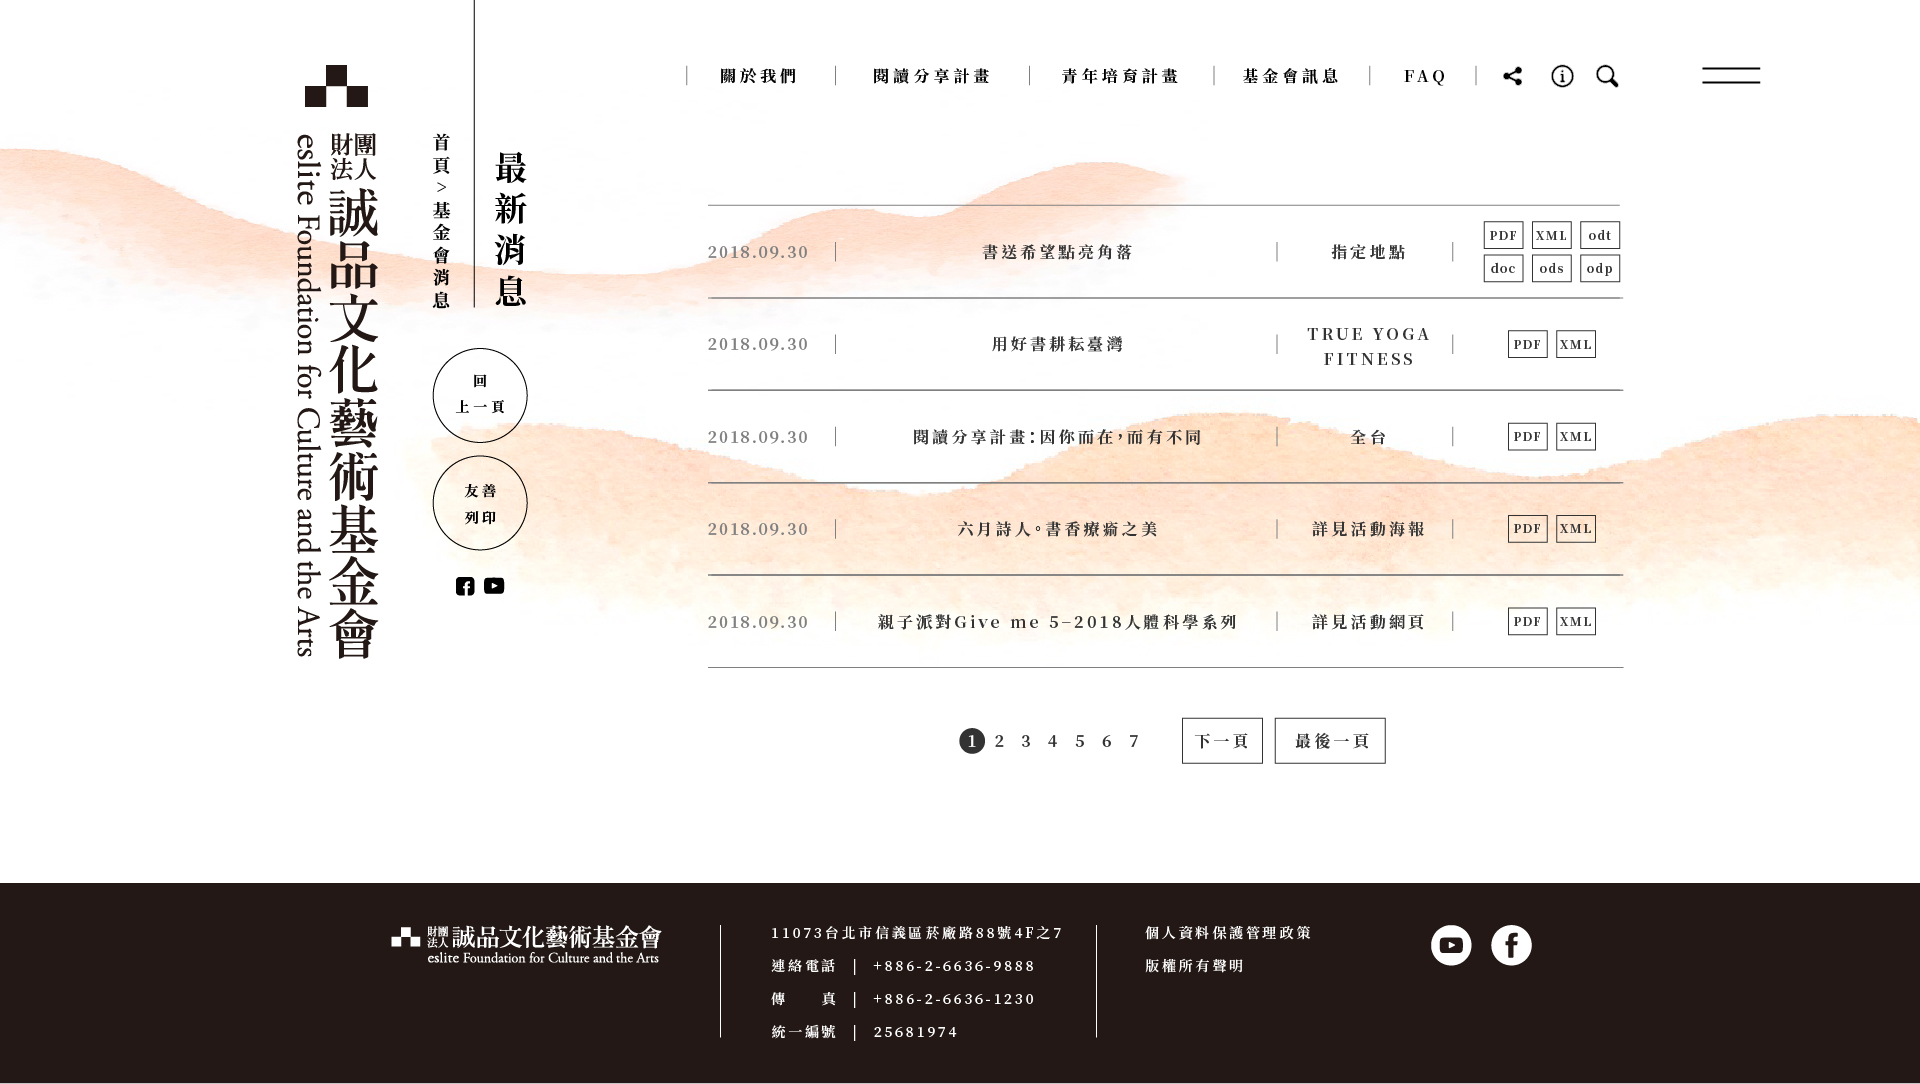 關於我們
閱讀分享計畫
青年培育計畫
基金會訊息
FAQ
財團法人
誠品文化藝術基金會
eslite Foundation for Culture and the Arts
首頁>基金會消息
最新消息
回
上一頁
友善
列印
2018.09.30 書送希望點亮角落 指定地點 PDF XML odt
doc ods odp
2018.09.30 用好書耕耘臺灣 TRUE YOGA
FITNESS PDF XML
2018.09.30 閱讀分享計畫：因你而在，而有不同 全台 PDF XML
2018.09.30 六月詩人。書香療癒之美 詳見活動海報 PDF XML
2018.09.30 親子派對Give me 5–2018人體科學系列 詳見活動網頁 PDF XML
1 2 3 4 5 6 7 下一頁 最後一頁
財團法人 誠品文化藝術基金會
eslite Foundation for Culture and the Arts
11073台北市信義區菸廠路88號4F之7
連絡電話 | +886-2-6636-9888
傳 真 | +886-2-6636-1230
統一編號 | 25681974
個人資料保護管理政策
版權所有聲明